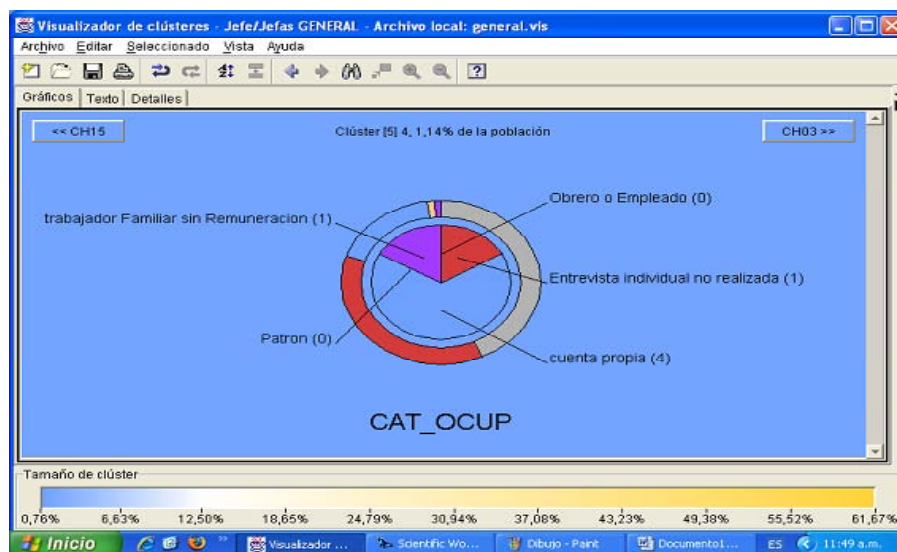 Visualizador de clústeres - Jefe/Jefas GENERAL - Archivo local: general.vis
Archivo Editar Seleccionado Vista Ayuda
Gráficos Texto Detalles
<< CH15
Clúster [5] 4, 1,14% de la población
CH03 >>
Obrero o Empleado (0)
trabajador Familiar sin Remuneracion (1)
Entrevista individual no realizada (1)
Patron (0)
cuenta propia (4)
CAT_OCUP
Tamaño de clúster
0,76% 6,63% 12,50% 18,65% 24,79% 30,94% 37,08% 43,23% 49,38% 55,52% 61,67%
Inicio Visualizador ... Scientific Wo... Dibujo - Paint Documento1... ES 11:49 a.m.